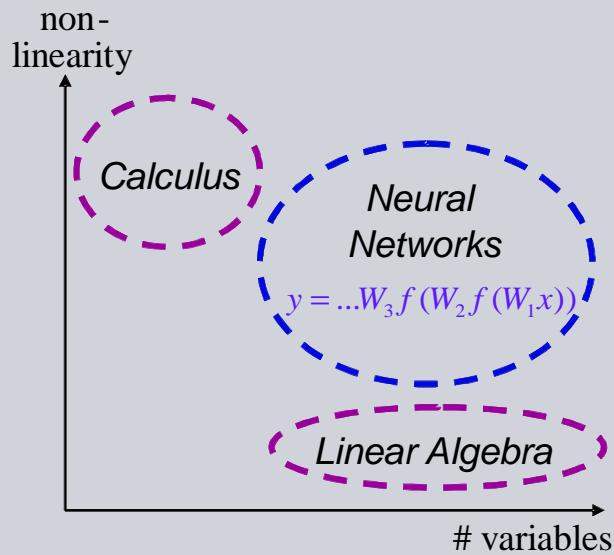 non-
linearity
Calculus
Neural
Networks
y = ...W₃ f (W₂ f (W₁x))
Linear Algebra
# variables